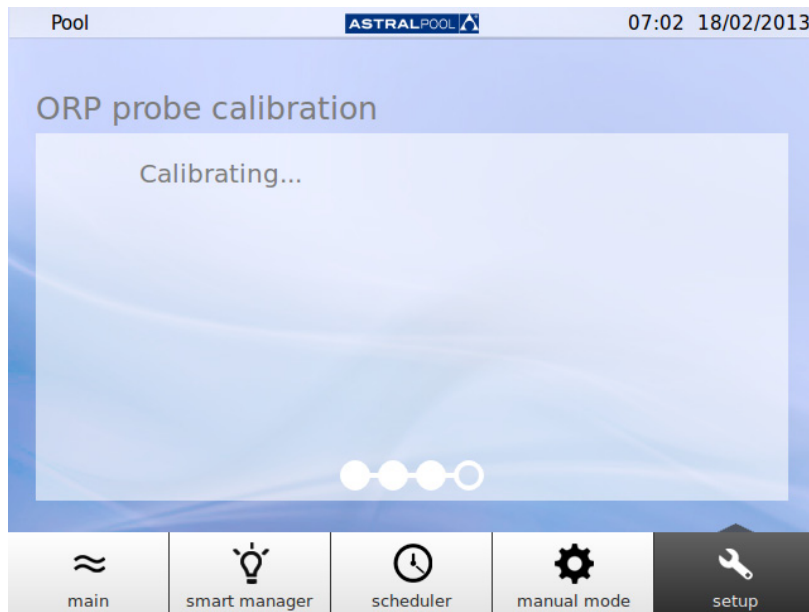 Pool ASTRALPOOL 07:02 18/02/2013
ORP probe calibration
Calibrating...
main smart manager scheduler manual mode setup